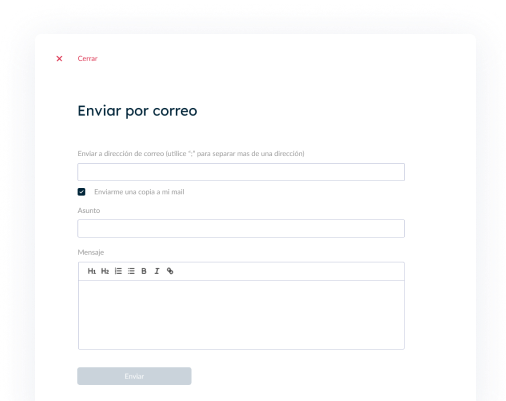 Cerrar
Enviar por correo
Enviar a dirección de correo (utilice ";" para separar mas de una dirección)
Enviarme una copia a mi mail
Asunto
Mensaje
H1 H2 B I
Enviar